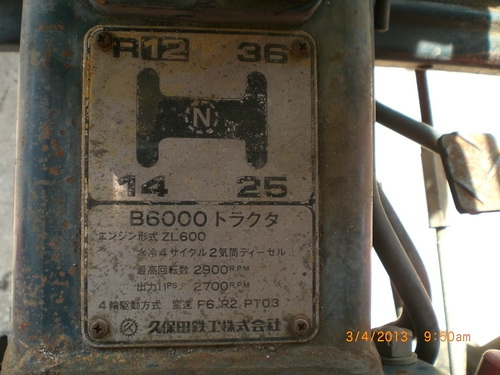 R12 36
N
14 25
B6000トラクタ
エンジン形式 ZL600
水冷4サイクル2気筒ディーゼル
最高回転数 2900R.P.M
出力11PS/ 2700R.P.M
4輪駆動方式 変速 F6.R2.PTO3
久保田鉄工株式会社
3/4/2013 9:50am